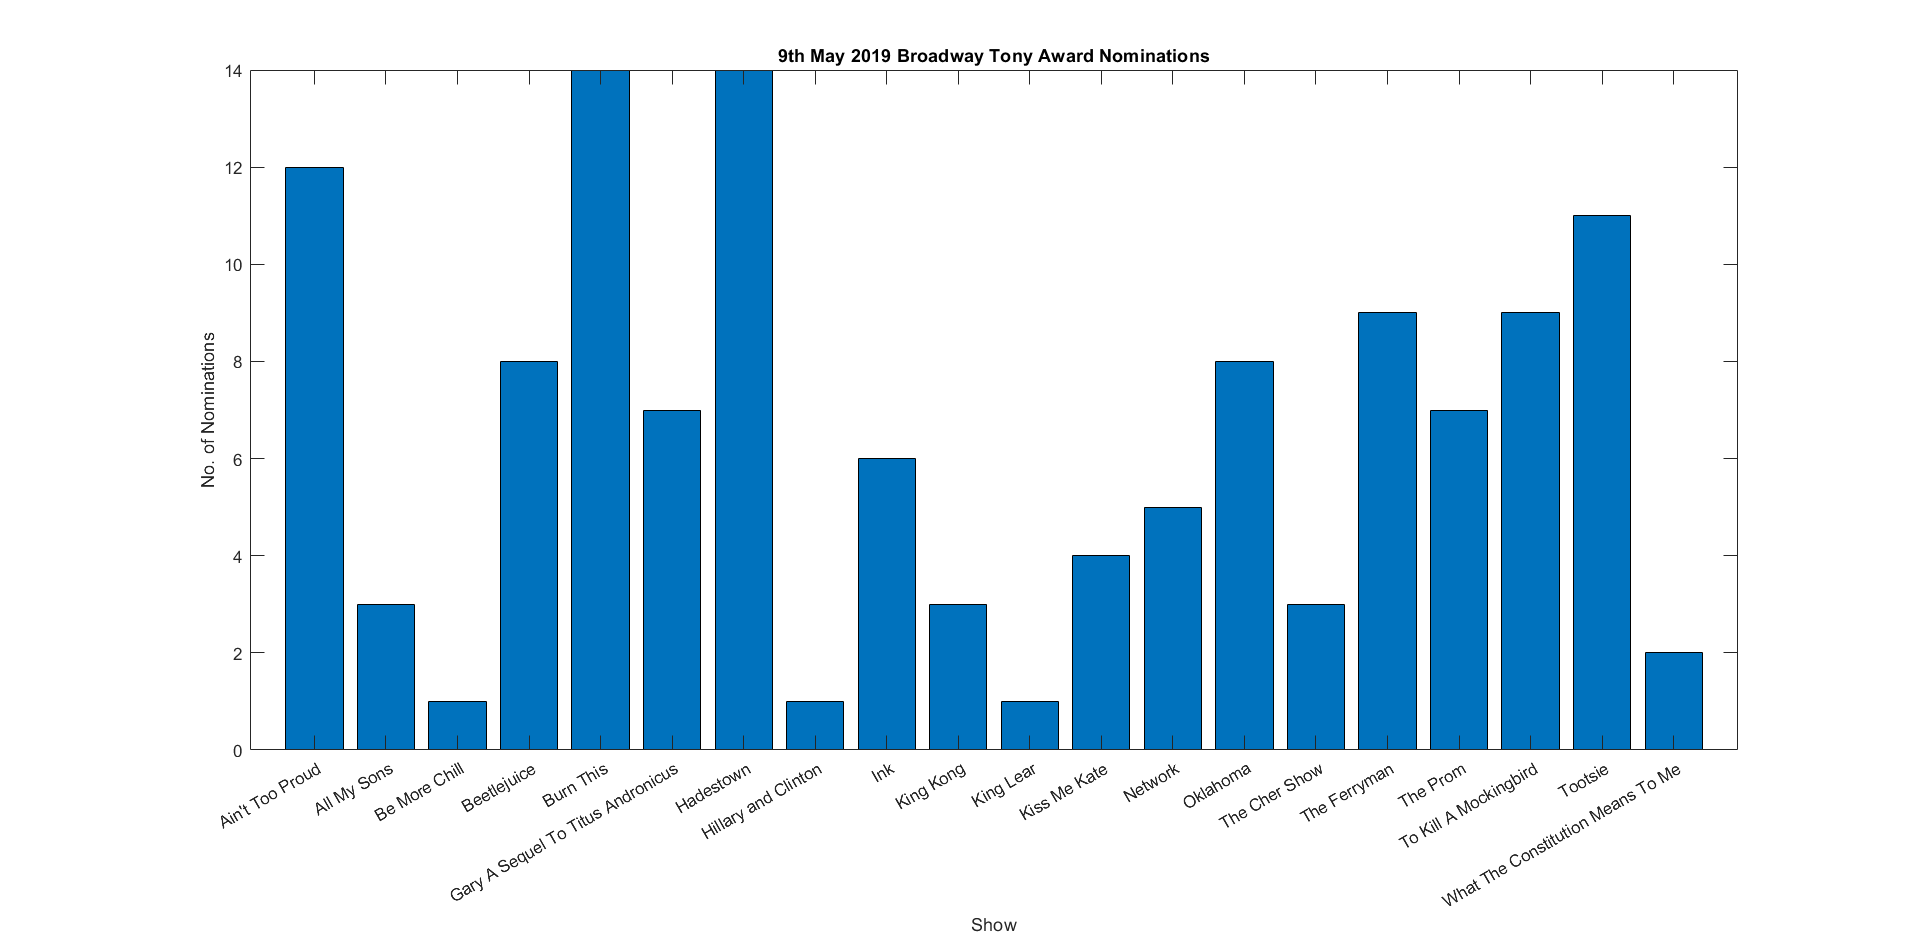 9th May 2019 Broadway Tony Award Nominations
14
12
10
8
6
4
2
0
No. of Nominations
Ain't Too Proud
All My Sons
Be More Chill
Beetlejuice
Burn This
Gary A Sequel To Titus Andronicus
Hadestown
Hillary and Clinton
Ink
King Kong
King Lear
Kiss Me Kate
Network
Oklahoma
The Cher Show
The Ferryman
The Prom
To Kill A Mockingbird
Tootsie
What The Constitution Means To Me
Show